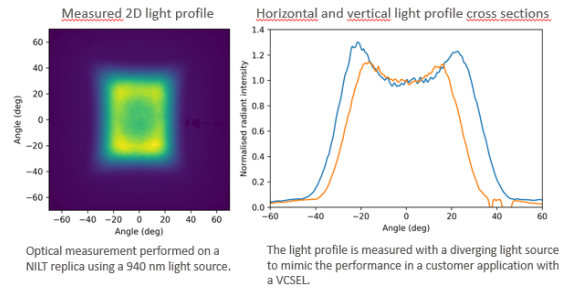 Measured 2D light profile
Horizontal and vertical light profile cross sections
60
40
20
0
−20
−40
−60
Angle (deg)
−60 −40 −20 0 20 40 60
Angle (deg)
1.4
1.2
1.0
0.8
0.6
0.4
0.2
0.0
Normalised radiant intensity
−60 −40 −20 0 20 40 60
Angle (deg)
Optical measurement performed on a
NILT replica using a 940 nm light source.
The light profile is measured with a diverging light source
to mimic the performance in a customer application with
a VCSEL.